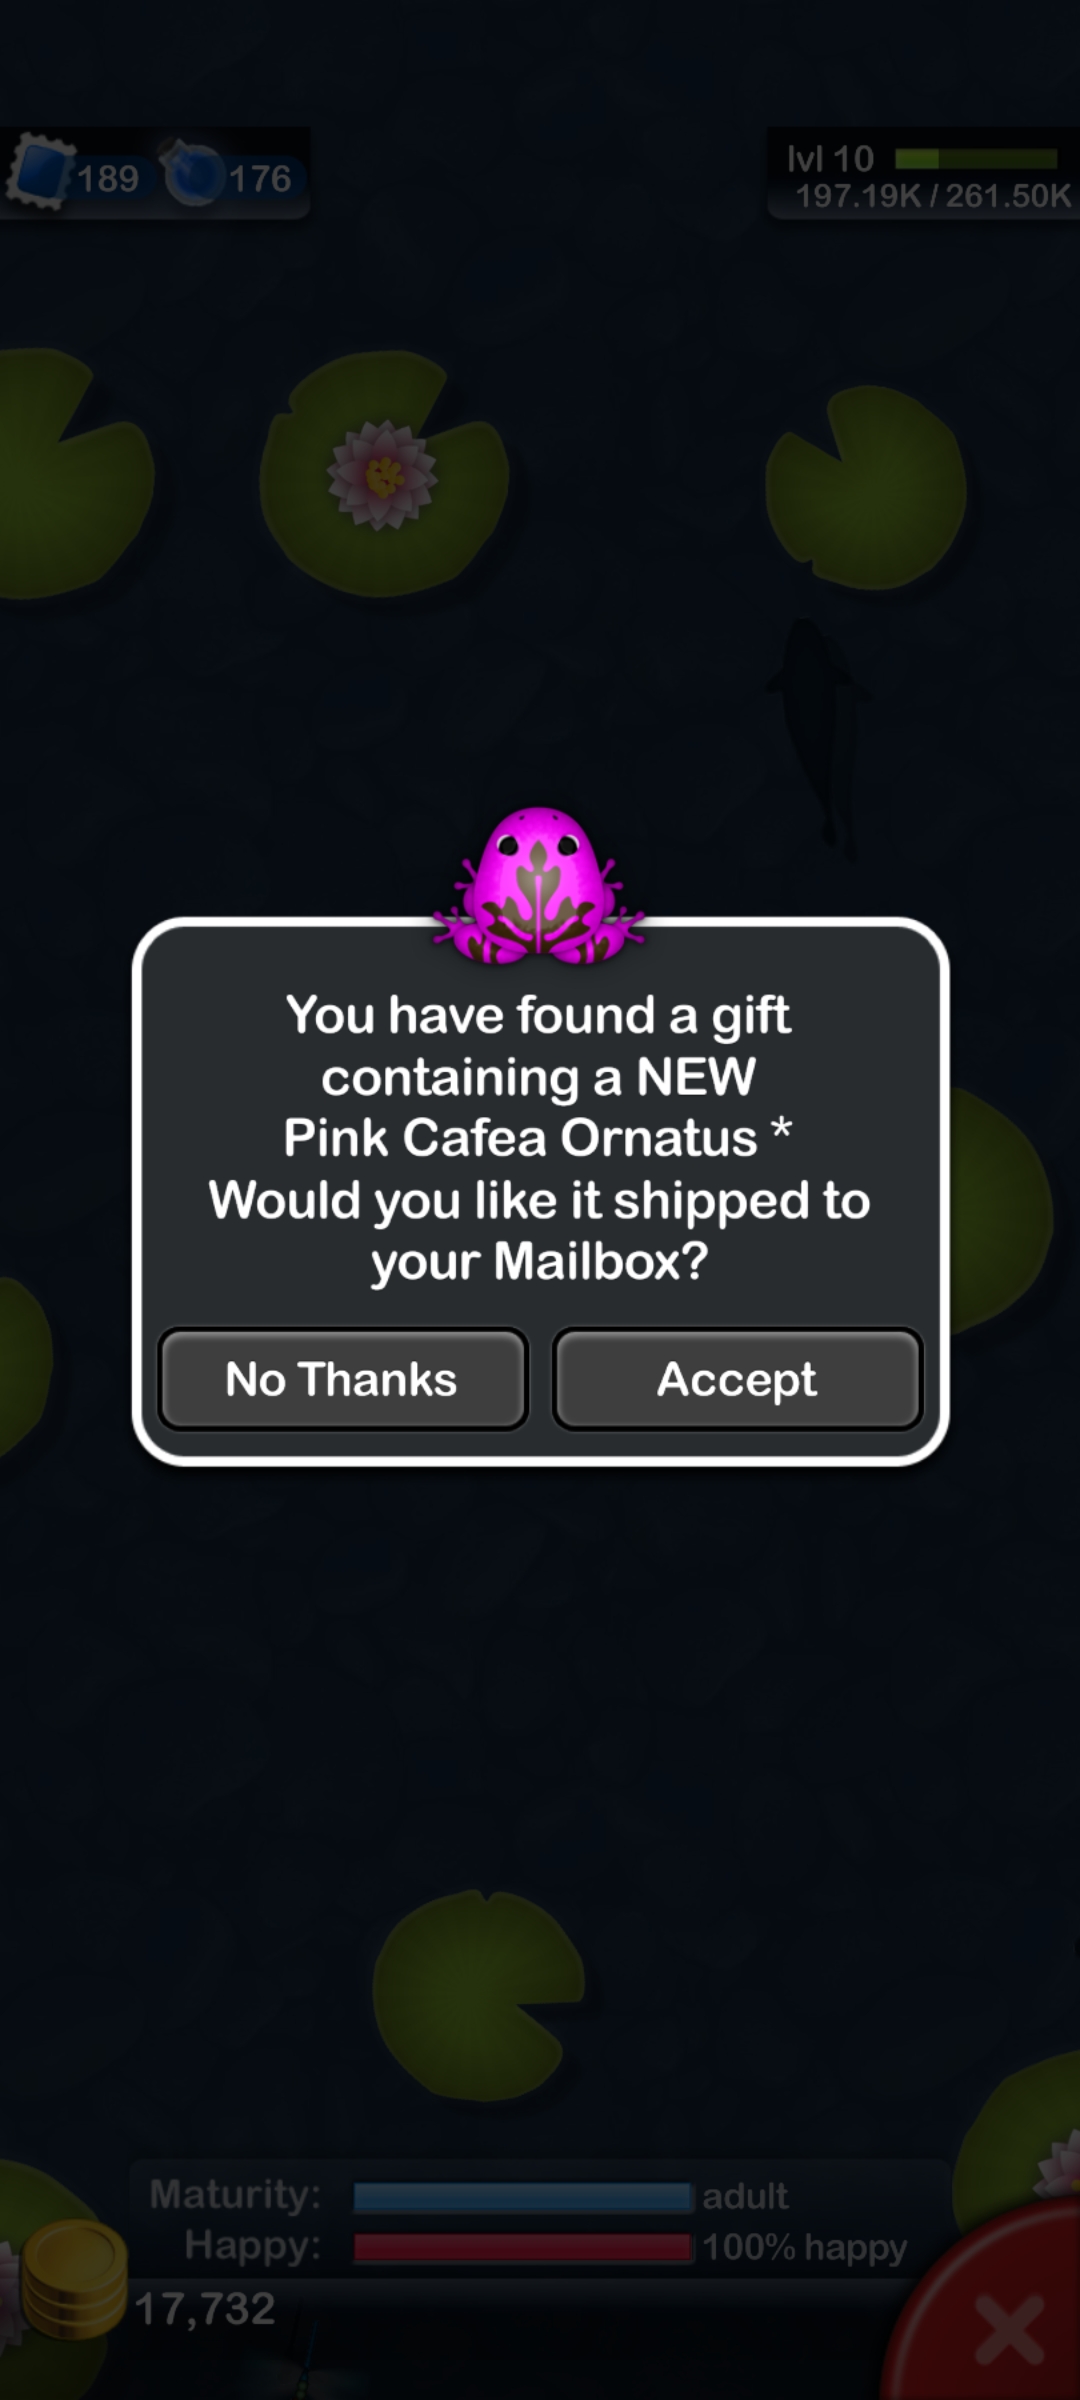 189 176
lvl 10
197.19K / 261.50K
You have found a gift
containing a NEW
Pink Cafea Ornatus *
Would you like it shipped to
your Mailbox?
No Thanks Accept
Maturity: adult
Happy: 100% happy
17,732